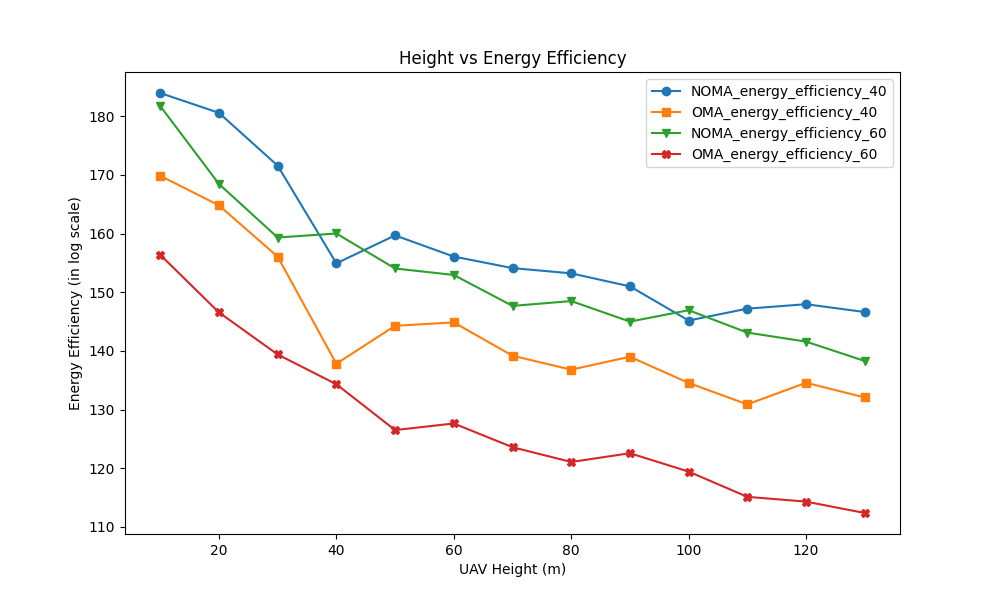 Height vs Energy Efficiency
NOMA_energy_efficiency_40
OMA_energy_efficiency_40
NOMA_energy_efficiency_60
OMA_energy_efficiency_60
Energy Efficiency (in log scale)
180
170
160
150
140
130
120
110
20 40 60 80 100 120
UAV Height (m)